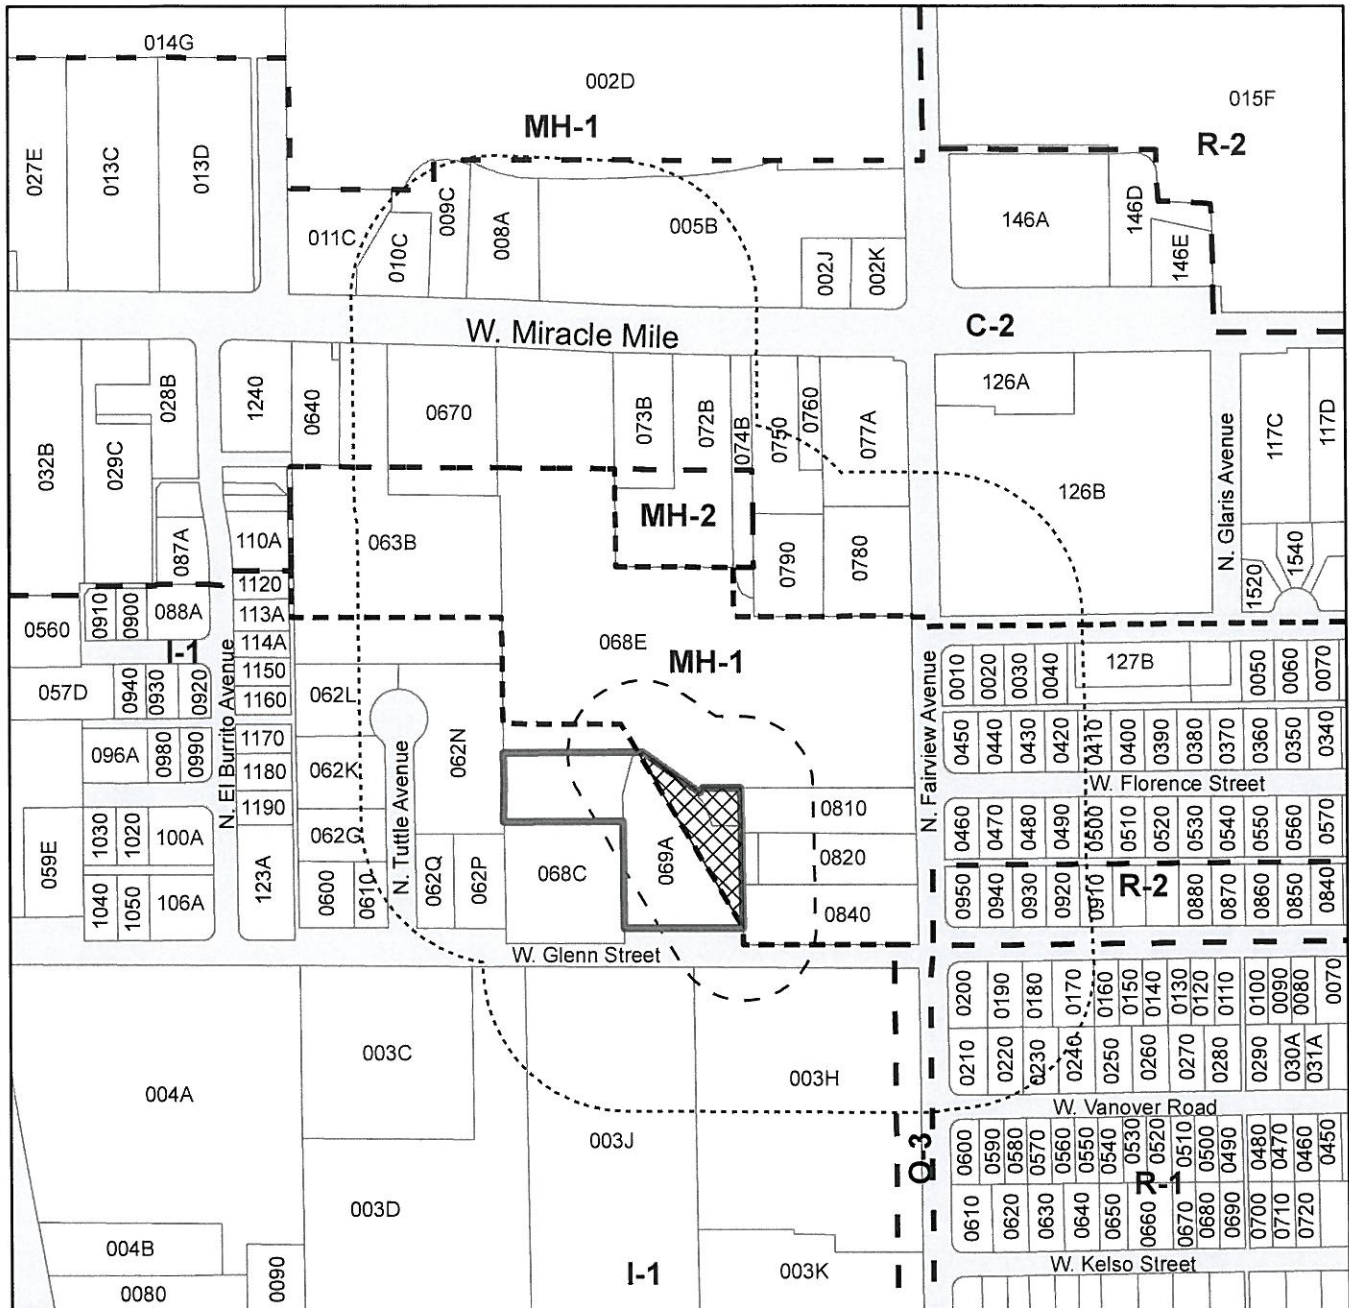 014G
002D
015F
MH-1
R-2
027E
013C
013D
011C
010C
009C
008A
005B
002J
002K
146A
146D
146E
W. Miracle Mile
C-2
032B
029C
028B
1240
0640
0670
073B
072B
074B
0750
0760
077A
126A
126B
N. Glaris Avenue
117C
117D
087A
110A
063B
MH-2
0790
0780
1520
1540
0560
0910
0900
088A
1120
113A
114A
I-1
057D
0940
0930
0920
1150
1160
N. El Burrito Avenue
062L
068E
MH-1
N. Fairview Avenue
0010
0020
0030
0040
127B
0050
0060
0070
096A
0980
0990
1170
1180
1190
062K
062G
N. Tuttle Avenue
062N
0450
0440
0430
0420
0410
0400
0390
0380
0370
0360
0350
0340
W. Florence Street
059E
1030
1020
100A
1040
1050
106A
123A
0600
0610
062Q
062P
068C
069A
0810
0820
0840
0460
0470
0480
0490
0500
0510
0520
0530
0540
0550
0560
0570
0950
0940
0930
0920
0910
R-2
0880
0870
0860
0850
0840
W. Glenn Street
004A
003C
003D
003J
003H
003K
004B
0080
0090
I-1
O-3
0200
0190
0180
0170
0160
0150
0140
0130
0120
0110
0100
0090
0080
0070
0210
0220
0230
0240
0250
0260
0270
0280
0290
030A
031A
W. Vanover Road
0600
0590
0580
0570
0560
0550
0540
0530
0520
0510
0500
0490
0480
0470
0460
0450
R-1
0610
0620
0630
0640
0650
0660
0670
0680
0690
0700
0710
0720
W. Kelso Street